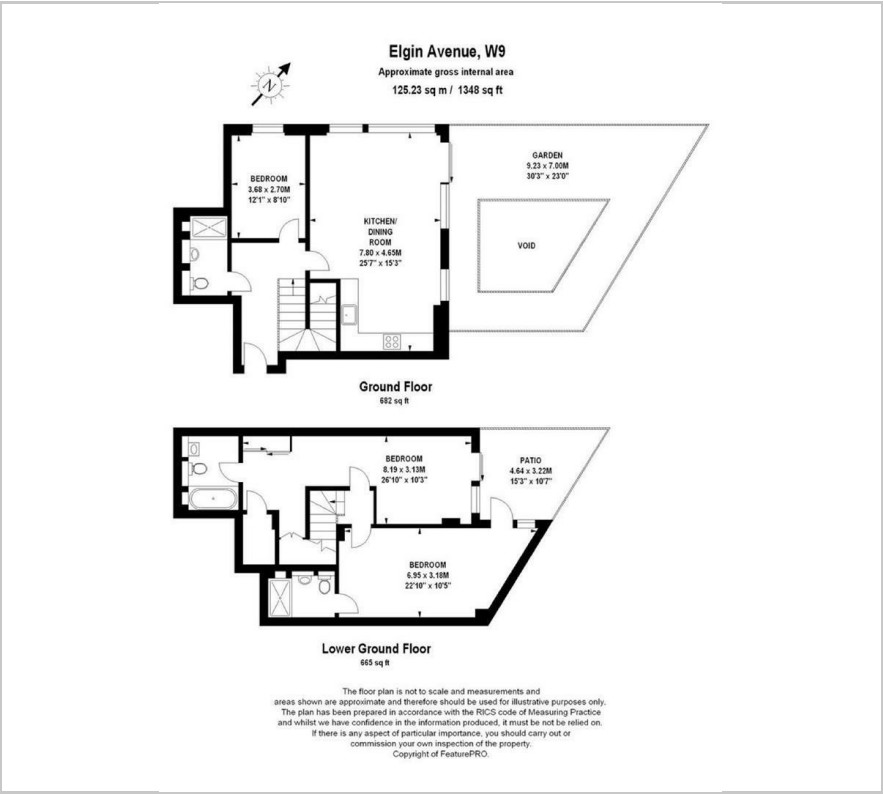 Elgin Avenue, W9
Approximate gross internal area
125.23 sq m / 1348 sq ft
N
BEDROOM
3.68 x 2.70M
12'1" x 8'10"
KITCHEN/
DINING
ROOM
7.80 x 4.65M
25'7" x 15'3"
GARDEN
9.23 x 7.00M
30'3" x 23'0"
VOID
Ground Floor
682 sq ft
BEDROOM
8.19 x 3.13M
26'10" x 10'3"
PATIO
4.64 x 3.22M
15'3" x 10'7"
BEDROOM
6.95 x 3.18M
22'10" x 10'5"
Lower Ground Floor
665 sq ft
The floor plan is not to scale and measurements and
areas shown are approximate and therefore should be used for illustrative purposes only.
The plan has been prepared in accordance with the RICS code of Measuring Practice
and whilst we have confidence in the information produced, it must be not be relied on.
If there is any aspect of particular importance, you should carry out or
commission your own inspection of the property.
Copyright of FeaturePRO.